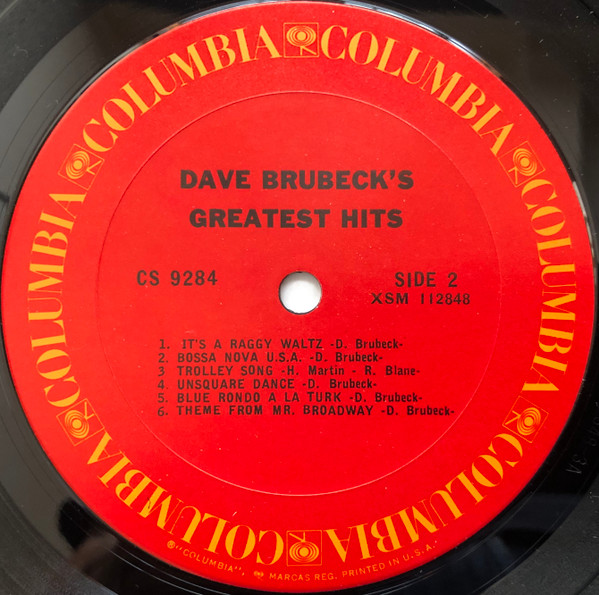 COLUMBIA COLUMBIA COLUMBIA COLUMBIA COLUMBIA COLUMBIA COLUMBIA
DAVE BRUBECK'S
GREATEST HITS
CS 9284
SIDE 2
XSM 112848
1. IT'S A RAGGY WALTZ -D. Brubeck-
2. BOSSA NOVA U.S.A. -D. Brubeck-
3 TROLLEY SONG -H. Martin - R. Blane-
4. UNSQUARE DANCE -D. Brubeck-
5. BLUE RONDO A LA TURK -D. Brubeck-
6. THEME FROM MR. BROADWAY -D. Brubeck-
®"COLUMBIA", MARCAS REG. PRINTED IN U.S.A.